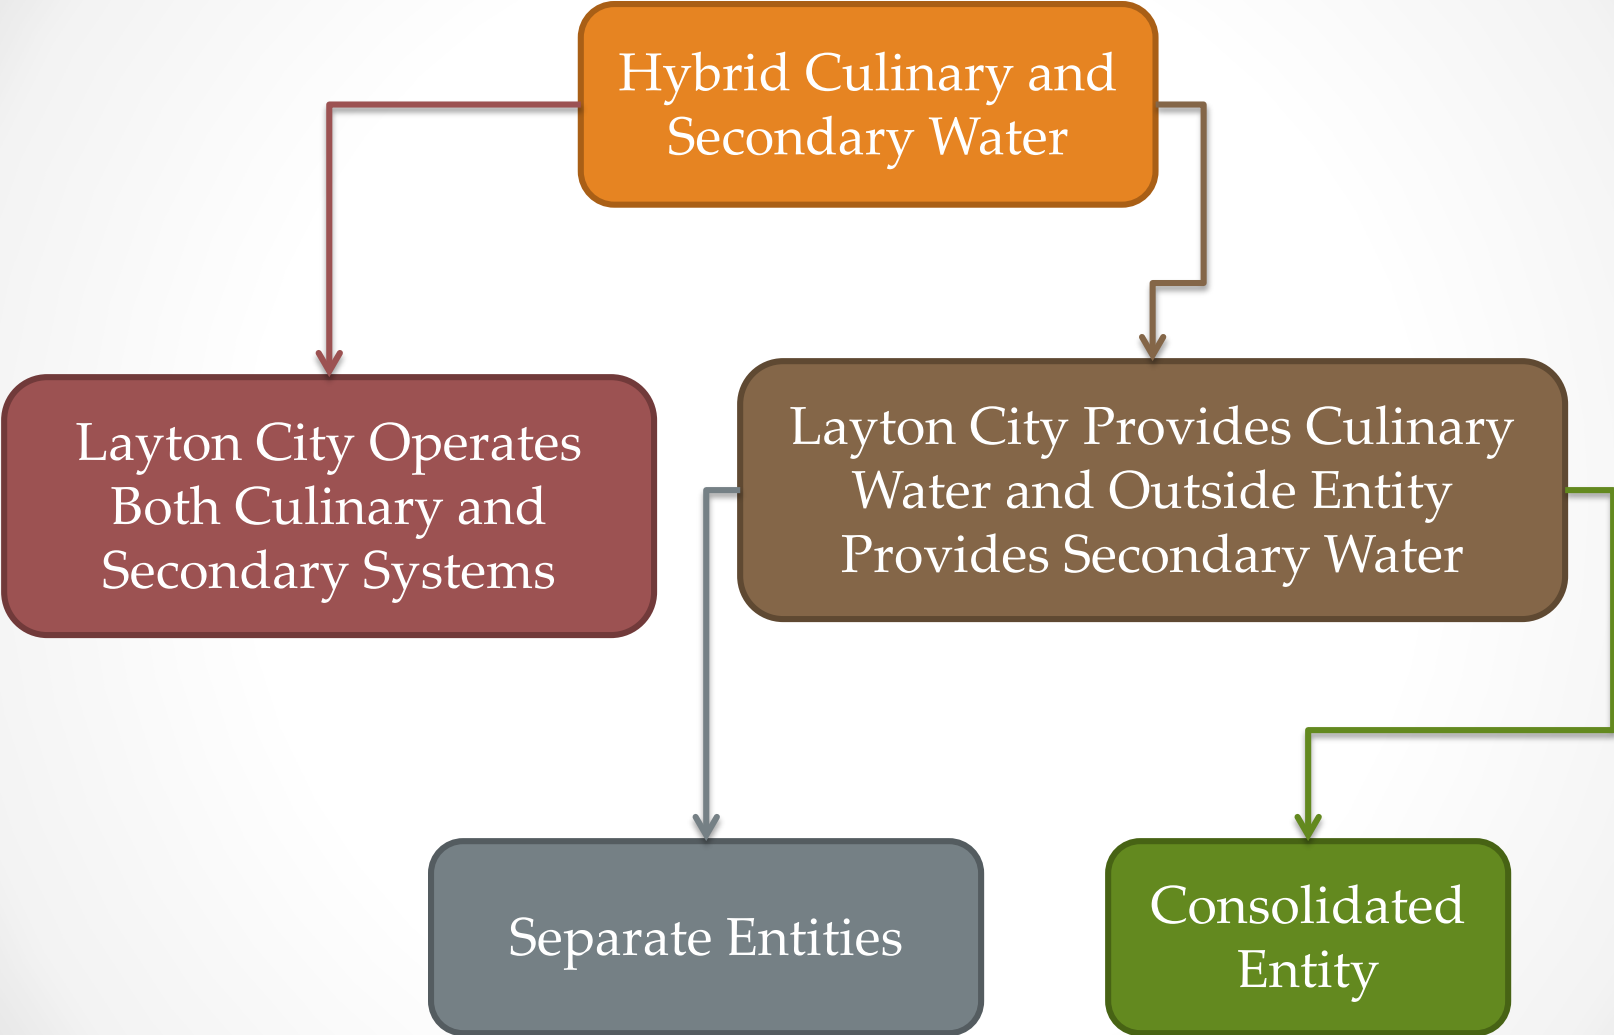 Hybrid Culinary and
Secondary Water
Layton City Operates
Both Culinary and
Secondary Systems
Layton City Provides Culinary
Water and Outside Entity
Provides Secondary Water
Separate Entities
Consolidated
Entity